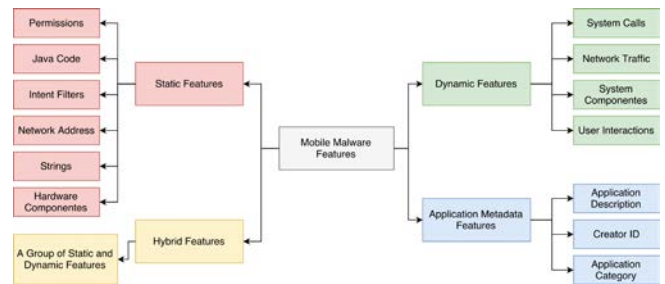 Permissions
Java Code
Intent Filters
Network Address
Strings
Hardware
Componentes
Static Features
Hybrid Features
A Group of Static and
Dynamic Features
Mobile Malware
Features
Dynamic Features
System Calls
Network Traffic
System
Componentes
User Interactions
Application Metadata
Features
Application
Description
Creator ID
Application
Category